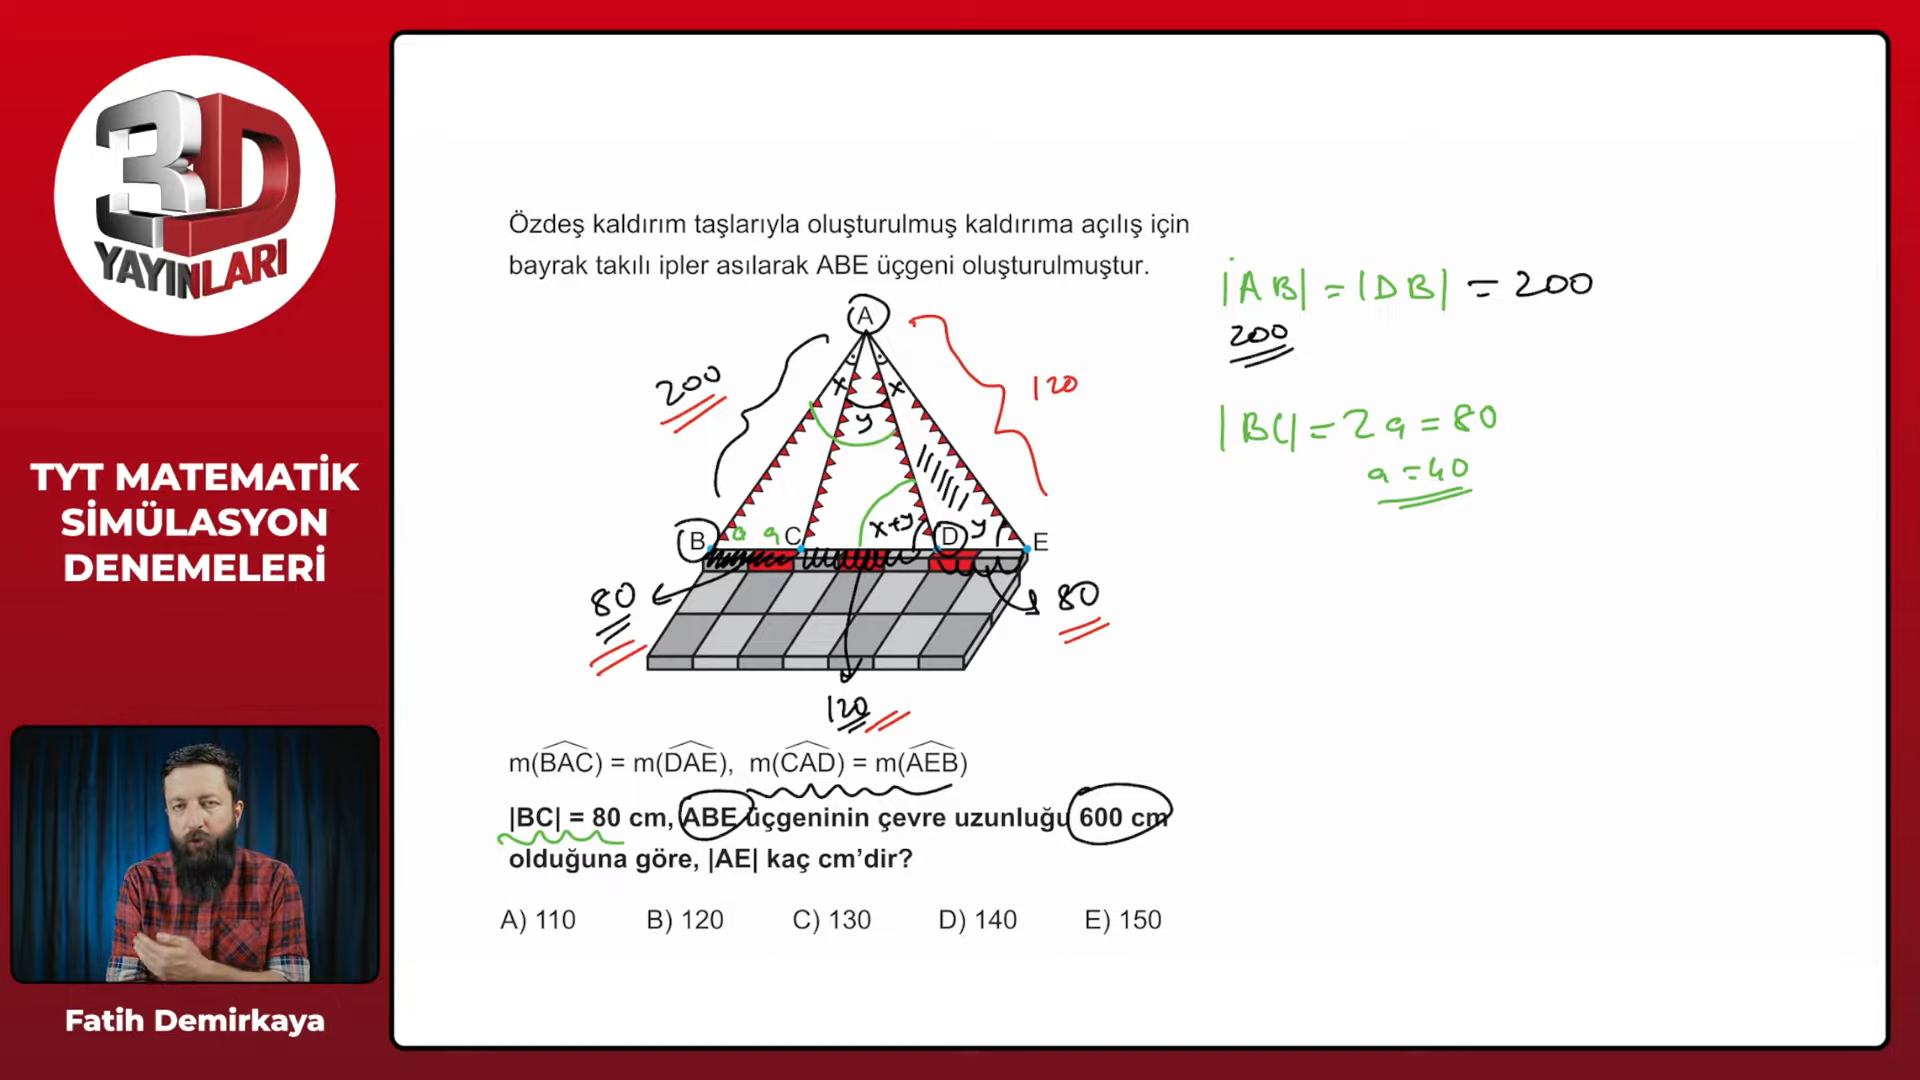 3D
YAYINLARI
TYT MATEMATİK
SİMÜLASYON
DENEMELERİ
Fatih Demirkaya
Özdeş kaldırım taşlarıyla oluşturulmuş kaldırıma açılış için
bayrak takılı ipler asılarak ABE üçgeni oluşturulmuştur.
A
200
120
x x
y
x+y y
B a a C D E
80
80
120
m(BAC) = m(DAE), m(CAD) = m(AEB)
|BC| = 80 cm, ABE üçgeninin çevre uzunluğu 600 cm
olduğuna göre, |AE| kaç cm’dir?
A) 110 B) 120 C) 130 D) 140 E) 150
|AB| = |DB| = 200
200
|BC| = 2a = 80
a = 40